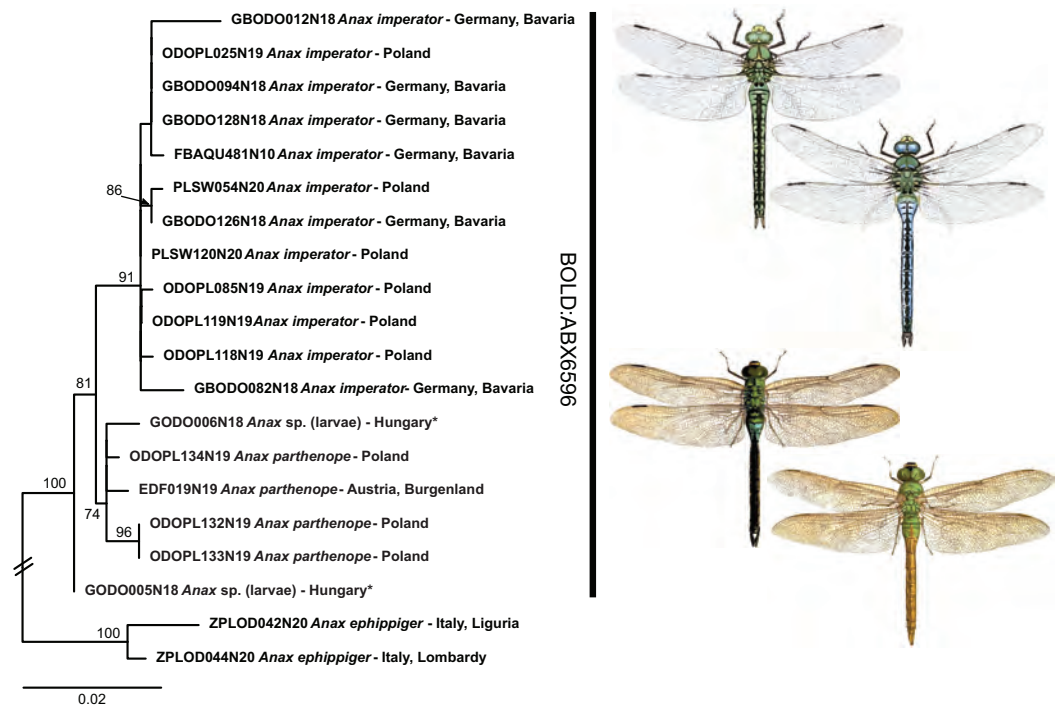 GBODO012N18 Anax imperator - Germany, Bavaria
ODOPL025N19 Anax imperator - Poland
GBODO094N18 Anax imperator - Germany, Bavaria
GBODO128N18 Anax imperator - Germany, Bavaria
FBAQU481N10 Anax imperator - Germany, Bavaria
86
PLSW054N20 Anax imperator - Poland
GBODO126N18 Anax imperator - Germany, Bavaria
PLSW120N20 Anax imperator - Poland
91
ODOPL085N19 Anax imperator - Poland
ODOPL119N19 Anax imperator - Poland
ODOPL118N19 Anax imperator - Poland
81
GBODO082N18 Anax imperator - Germany, Bavaria
GODO006N18 Anax sp. (larvae) - Hungary*
ODOPL134N19 Anax parthenope - Poland
100
EDF019N19 Anax parthenope - Austria, Burgenland
74
96
ODOPL132N19 Anax parthenope - Poland
ODOPL133N19 Anax parthenope - Poland
GODO005N18 Anax sp. (larvae) - Hungary*
BOLD:ABX6596
ZPLOD042N20 Anax ephippiger - Italy, Liguria
100
ZPLOD044N20 Anax ephippiger - Italy, Lombardy
0.02